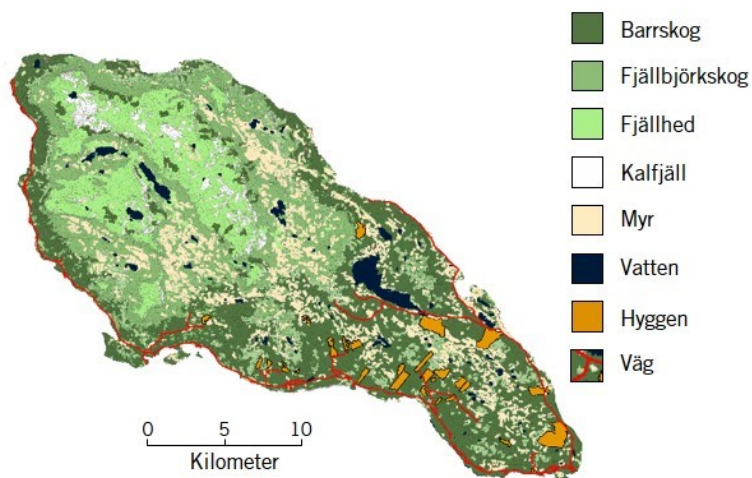 Barrskog
Fjällbjörkskog
Fjällhed
Kalfjäll
Myr
Vatten
Hyggen
Väg
0 5 10
Kilometer